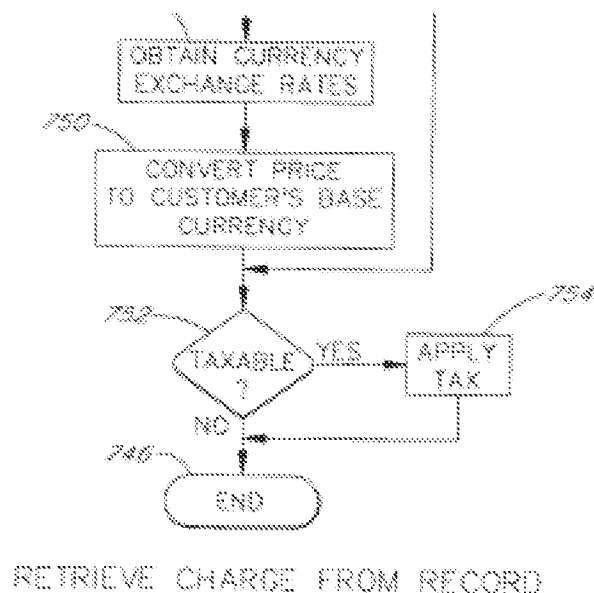 OBTAIN CURRENCY
EXCHANGE RATES
750
CONVERT PRICE
TO CUSTOMER'S BASE
CURRENCY
752
754
TAXABLE
?
YES
APPLY
TAX
NO
746
END
RETRIEVE CHARGE FROM RECORD